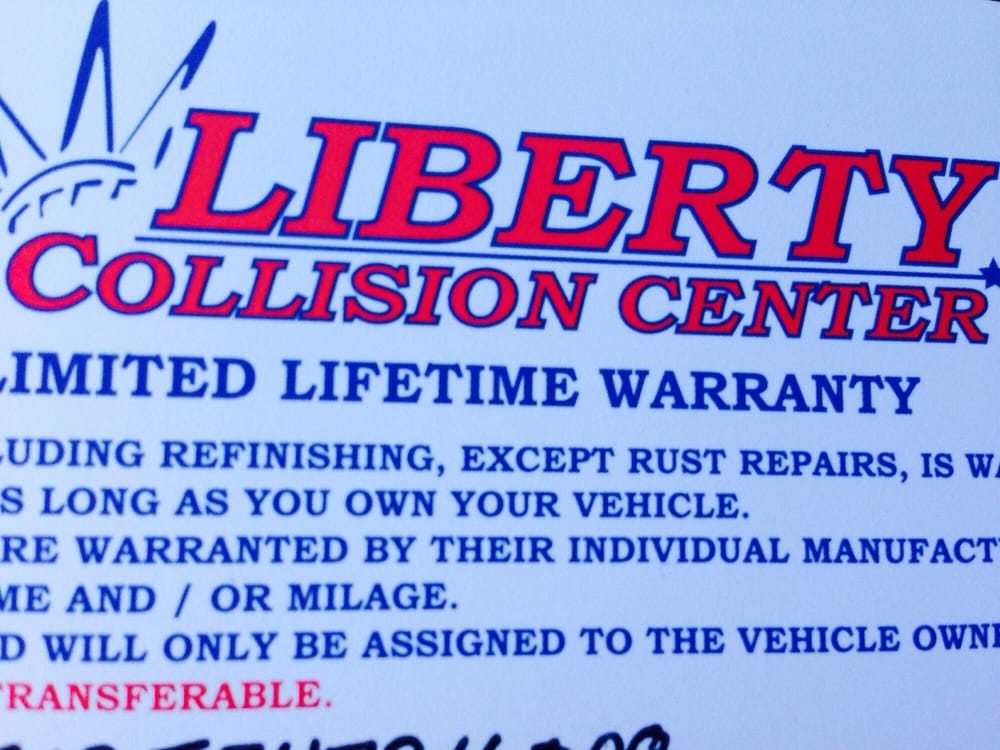 LIBERTY
COLLISION CENTER
LIMITED LIFETIME WARRANTY
LUDING REFINISHING, EXCEPT RUST REPAIRS, IS WA
S LONG AS YOU OWN YOUR VEHICLE.
RE WARRANTED BY THEIR INDIVIDUAL MANUFACT
ME AND / OR MILAGE.
D WILL ONLY BE ASSIGNED TO THE VEHICLE OWN
TRANSFERABLE.